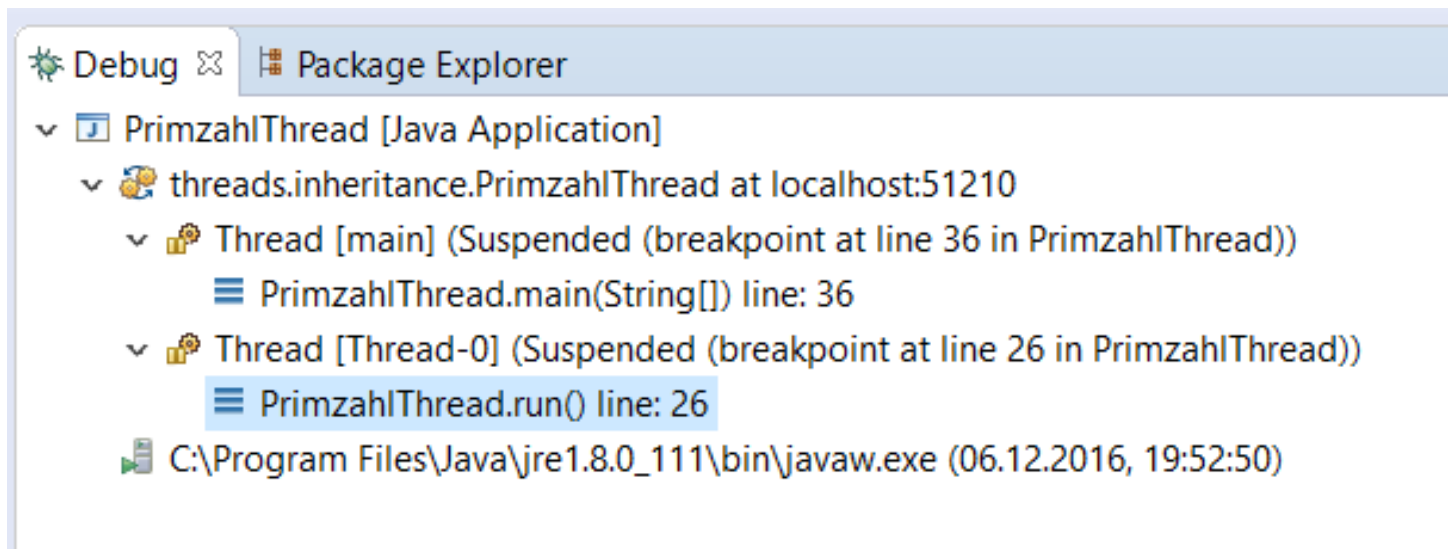 Debug Package Explorer
PrimzahlThread [Java Application]
threads.inheritance.PrimzahlThread at localhost:51210
Thread [main] (Suspended (breakpoint at line 36 in PrimzahlThread))
PrimzahlThread.main(String[]) line: 36
Thread [Thread-0] (Suspended (breakpoint at line 26 in PrimzahlThread))
PrimzahlThread.run() line: 26
C:\Program Files\Java\jre1.8.0_111\bin\javaw.exe (06.12.2016, 19:52:50)